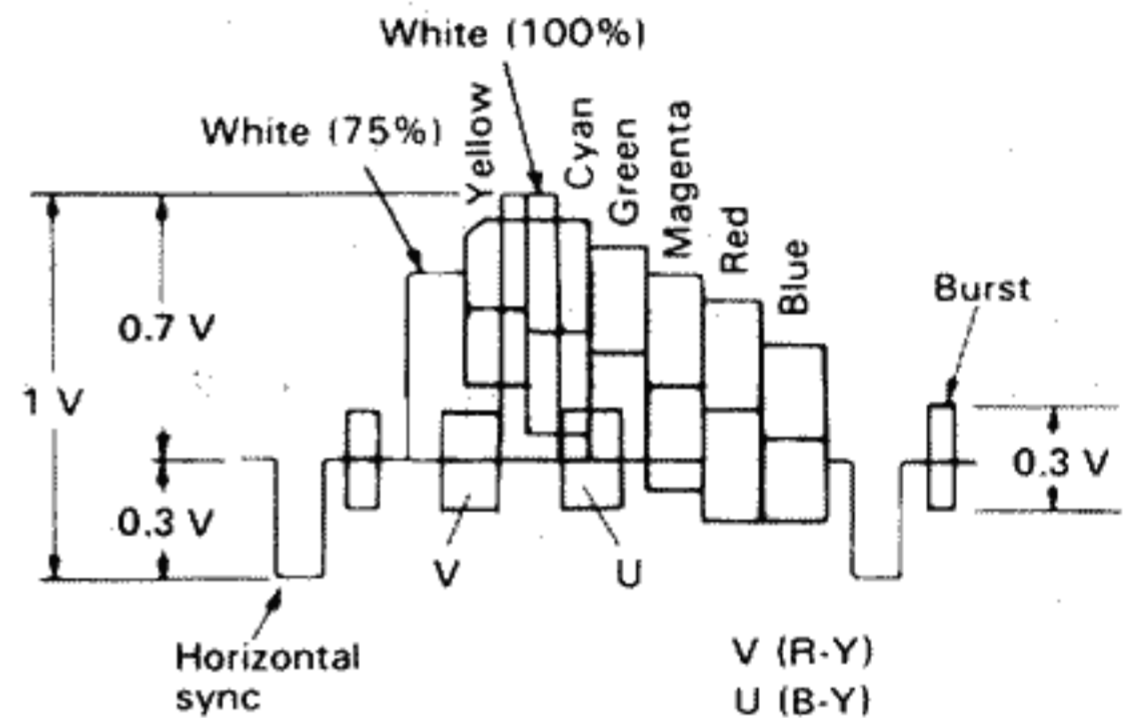 White (100%)
White (75%)
Yellow
Cyan
Green
Magenta
Red
Blue
Burst
0.7 V
1 V
0.3 V
0.3 V
V
U
Horizontal
sync
V (R-Y)
U (B-Y)